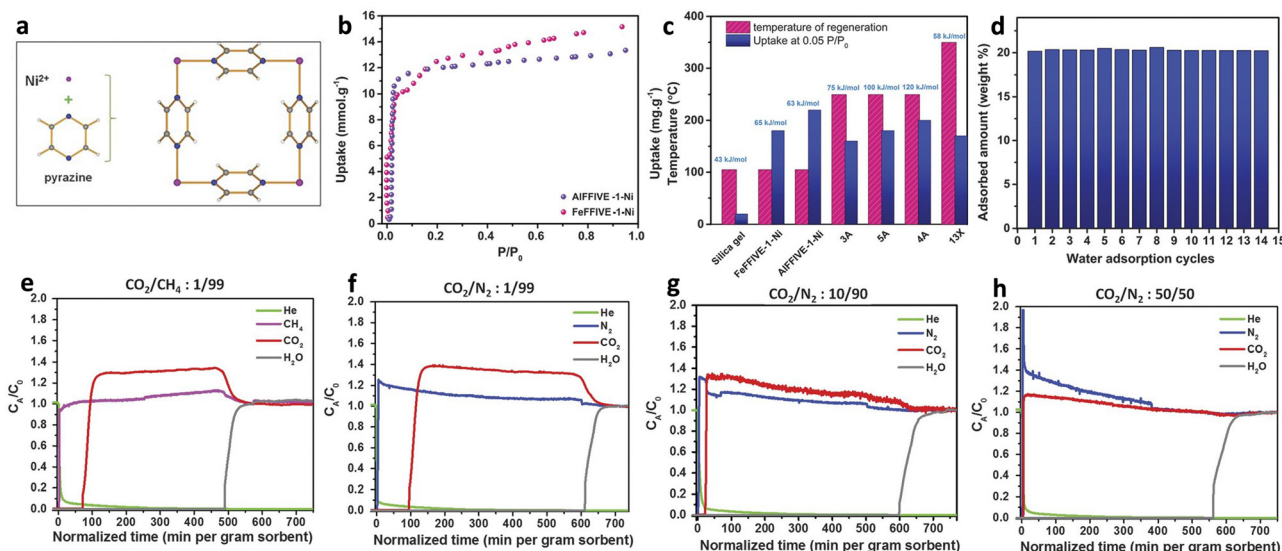 a
Ni²⁺
+
pyrazine
b
Uptake (mmol.g⁻¹)
16
14
12
10
8
6
4
2
0
AlFFIVE -1-Ni
FeFFIVE-1-Ni
0.0 0.2 0.4 0.6 0.8 1.0
P/P₀
c
Uptake (mg.g⁻¹)
Temperature (°C)
500
400
300
200
100
0
temperature of regeneration
Uptake at 0.05 P/P₀
43 kJ/mol
65 kJ/mol
63 kJ/mol
75 kJ/mol
100 kJ/mol
120 kJ/mol
58 kJ/mol
Silica gel
FeFFIVE-1-Ni
AlFFIVE-1-Ni
3A
5A
4A
13X
d
Adsorbed amount (weight %)
25
20
15
10
5
0
0 1 2 3 4 5 6 7 8 9 10 11 12 13 14 15
Water adsorption cycles
e
CO₂/CH₄ : 1/99
C_A/C₀
2.0
1.8
1.6
1.4
1.2
1.0
0.8
0.6
0.4
0.2
0.0
He
CH₄
CO₂
H₂O
0 100 200 300 400 500 600 700
Normalized time (min per gram sorbent)
f
CO₂/N₂ : 1/99
C_A/C₀
2.0
1.8
1.6
1.4
1.2
1.0
0.8
0.6
0.4
0.2
0.0
He
N₂
CO₂
H₂O
0 100 200 300 400 500 600 700
Normalized time (min per gram sorbent)
g
CO₂/N₂ : 10/90
C_A/C₀
2.0
1.8
1.6
1.4
1.2
1.0
0.8
0.6
0.4
0.2
0.0
He
N₂
CO₂
H₂O
0 100 200 300 400 500 600 700
Normalized time (min per gram sorbent)
h
CO₂/N₂ : 50/50
C_A/C₀
2.0
1.8
1.6
1.4
1.2
1.0
0.8
0.6
0.4
0.2
0.0
He
N₂
CO₂
H₂O
0 100 200 300 400 500 600 700
Normalized time (min per gram sorbent)